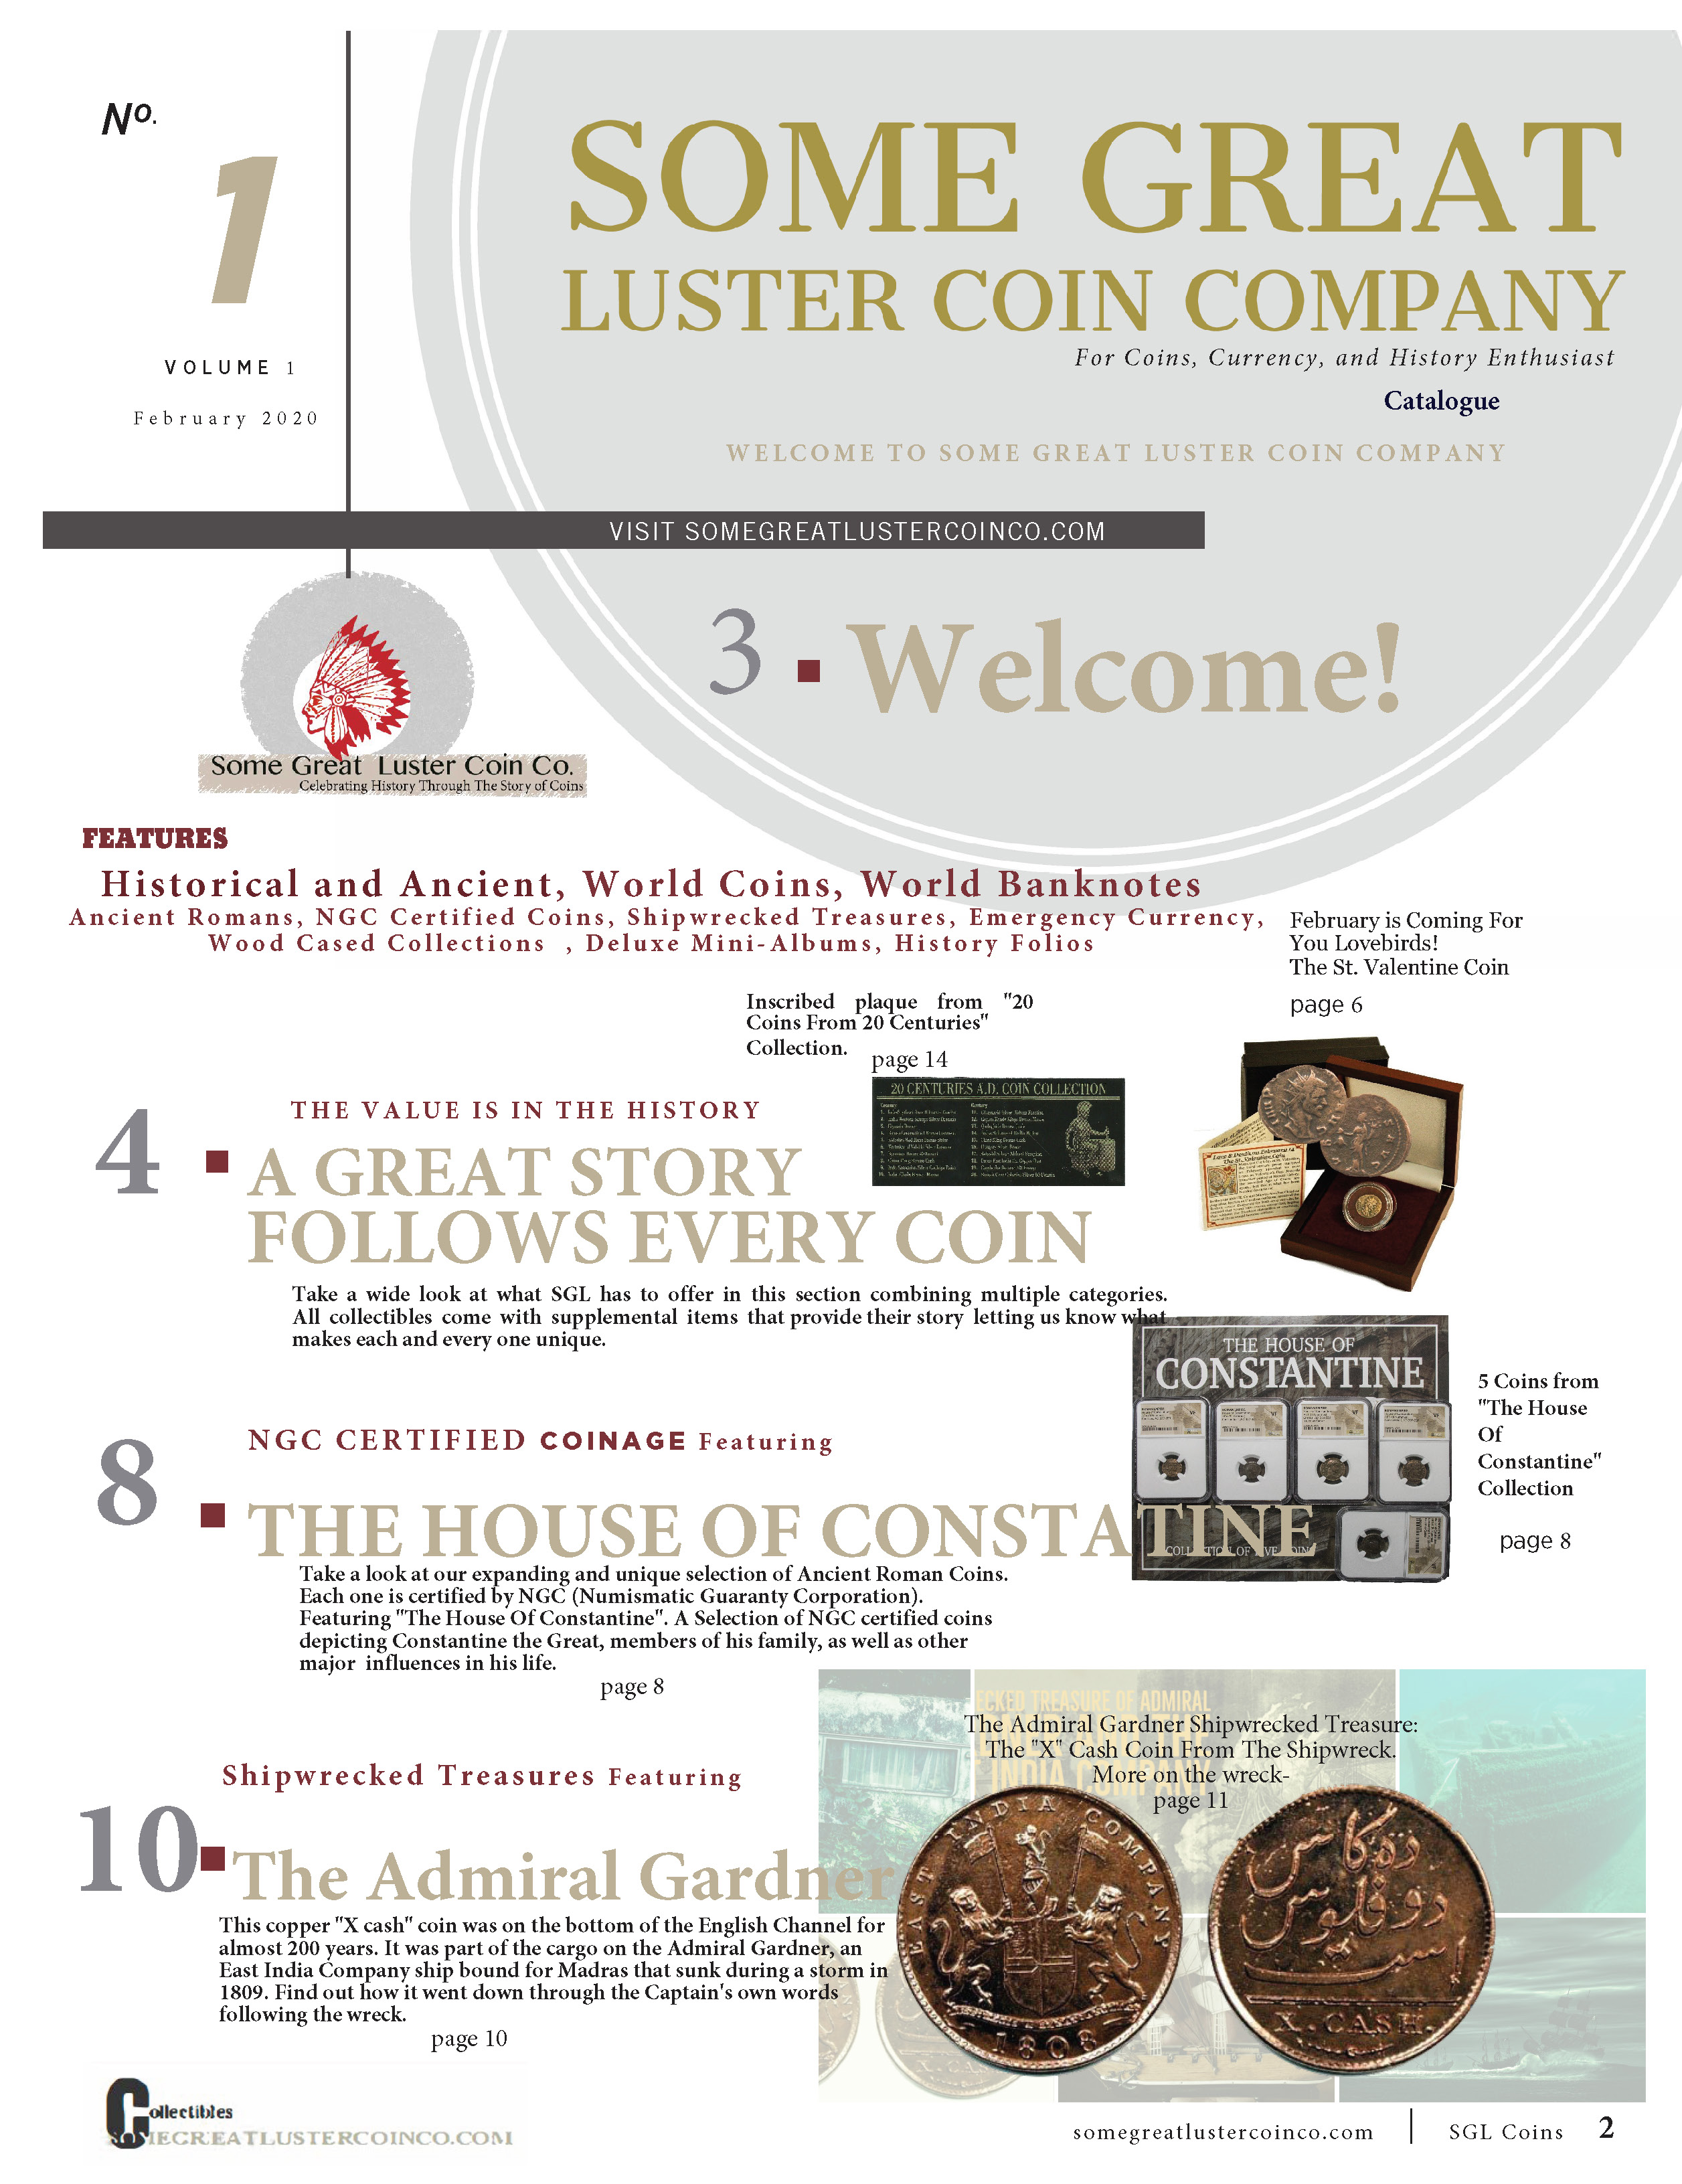 No.
1
VOLUME 1
February 2020
SOME GREAT
LUSTER COIN COMPANY
For Coins, Currency, and History Enthusiast
Catalogue
WELCOME TO SOME GREAT LUSTER COIN COMPANY
VISIT SOMEGREATLUSTERCOINCO.COM
3 Welcome!
Some Great Luster Coin Co.
Celebrating History Through The Story of Coins
FEATURES
Historical and Ancient, World Coins, World Banknotes
Ancient Romans, NGC Certified Coins, Shipwrecked Treasures, Emergency Currency,
Wood Cased Collections , Deluxe Mini-Albums, History Folios
February is Coming For
You Lovebirds!
The St. Valentine Coin
page 6
Inscribed plaque from "20
Coins From 20 Centuries"
Collection.
page 14
20 CENTURIES A.D. COIN COLLECTION
4
THE VALUE IS IN THE HISTORY
A GREAT STORY
FOLLOWS EVERY COIN
Take a wide look at what SGL has to offer in this section combining multiple categories.
All collectibles come with supplemental items that provide their story letting us know what
makes each and every one unique.
THE HOUSE OF
CONSTANTINE
5 Coins from
"The House
Of
Constantine"
Collection
page 8
8
NGC CERTIFIED COINAGE Featuring
THE HOUSE OF CONSTATINE
Take a look at our expanding and unique selection of Ancient Roman Coins.
Each one is certified by NGC (Numismatic Guaranty Corporation).
Featuring "The House Of Constantine". A Selection of NGC certified coins
depicting Constantine the Great, members of his family, as well as other
major influences in his life.
page 8
The Admiral Gardner Shipwrecked Treasure:
The "X" Cash Coin From The Shipwreck.
More on the wreck-
page 11
EAST INDIA COMPANY
1808
X. CASH.
10
Shipwrecked Treasures Featuring
The Admiral Gardner
This copper "X cash" coin was on the bottom of the English Channel for
almost 200 years. It was part of the cargo on the Admiral Gardner, an
East India Company ship bound for Madras that sunk during a storm in
1809. Find out how it went down through the Captain's own words
following the wreck.
page 10
Collectibles
SOMEGREATLUSTERCOINCO.COM
somegreatlustercoinco.com | SGL Coins 2